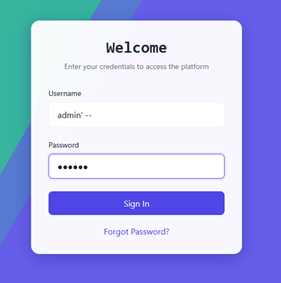 Welcome
Enter your credentials to access the platform
Username
admin' --
Password
••••••
Sign In
Forgot Password?